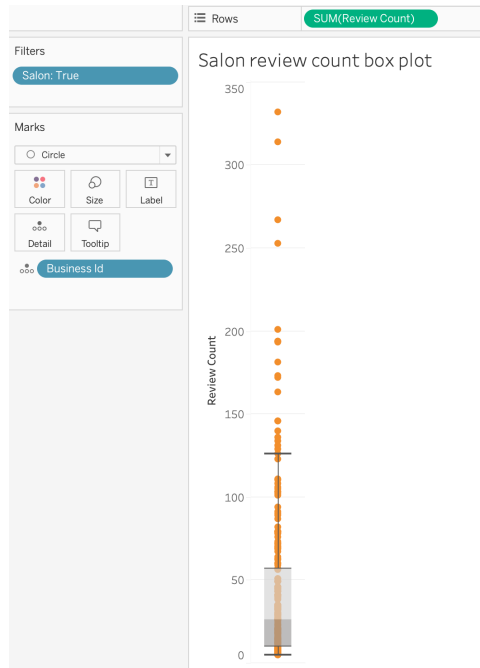 Rows
SUM(Review Count)
Filters
Salon: True
Marks
Circle
Color
Size
T
Label
Detail
Tooltip
Business Id
Salon review count box plot
350
300
250
200
150
100
50
0
Review Count